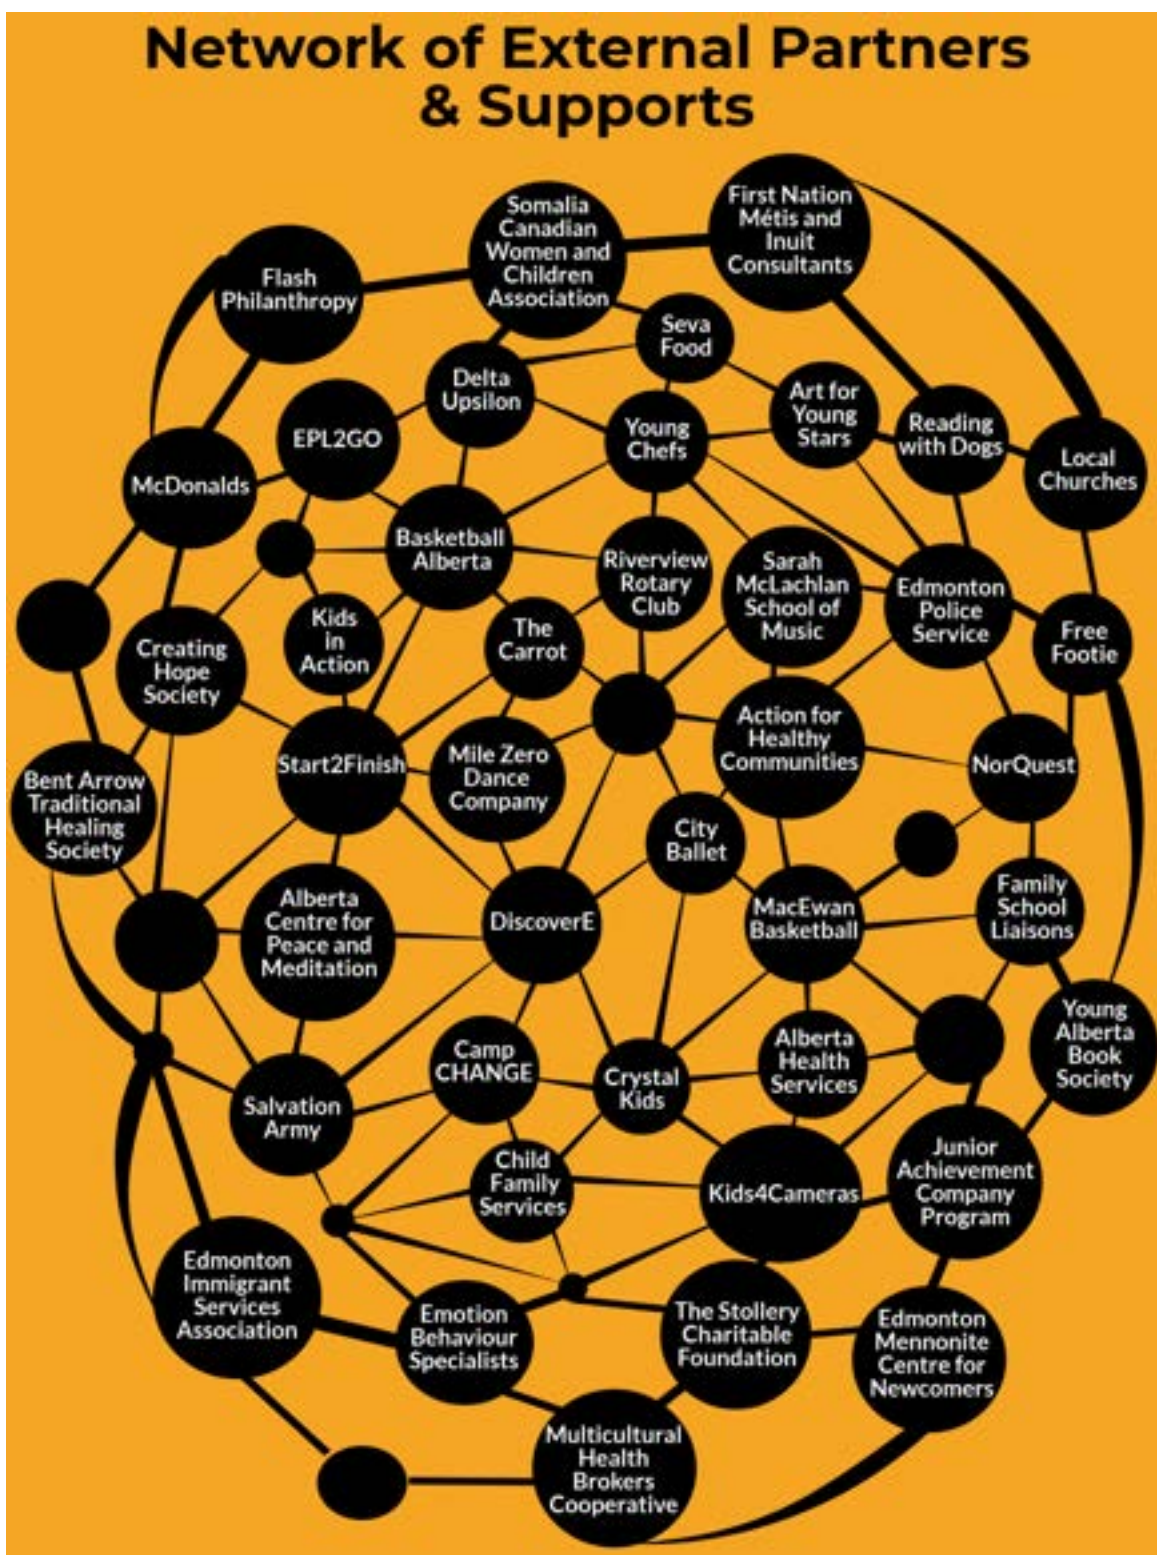 Network of External Partners
& Supports
First Nation
Métis and
Inuit
Consultants
Somalia
Canadian
Women and
Children
Association
Flash
Philanthropy
Seva
Food
Delta
Upsilon
Art for
Young
Stars
EPL2GO
Young
Chefs
Reading
with Dogs
Local
Churches
McDonalds
Basketball
Alberta
Riverview
Rotary
Club
Sarah
McLachlan
School of
Music
Edmonton
Police
Service
Kids
in
Action
The
Carrot
Free
Footie
Creating
Hope
Society
Action for
Healthy
Communities
Start2Finish
Mile Zero
Dance
Company
NorQuest
Bent Arrow
Traditional
Healing
Society
City
Ballet
Alberta
Centre for
Peace and
Meditation
DiscoverE
MacEwan
Basketball
Family
School
Liaisons
Young
Alberta
Book
Society
Camp
CHANGE
Crystal
Kids
Alberta
Health
Services
Salvation
Army
Child
Family
Services
Kids4Cameras
Junior
Achievement
Company
Program
Edmonton
Immigrant
Services
Association
Emotion
Behaviour
Specialists
The Stollery
Charitable
Foundation
Edmonton
Mennonite
Centre for
Newcomers
Multicultural
Health
Brokers
Cooperative